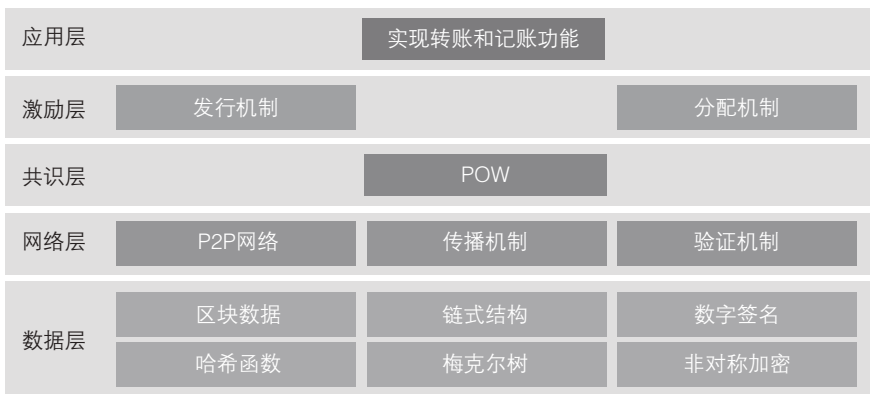 应用层 实现转账和记账功能
激励层 发行机制 分配机制
共识层 POW
网络层 P2P网络 传播机制 验证机制
数据层
区块数据 链式结构 数字签名
哈希函数 梅克尔树 非对称加密